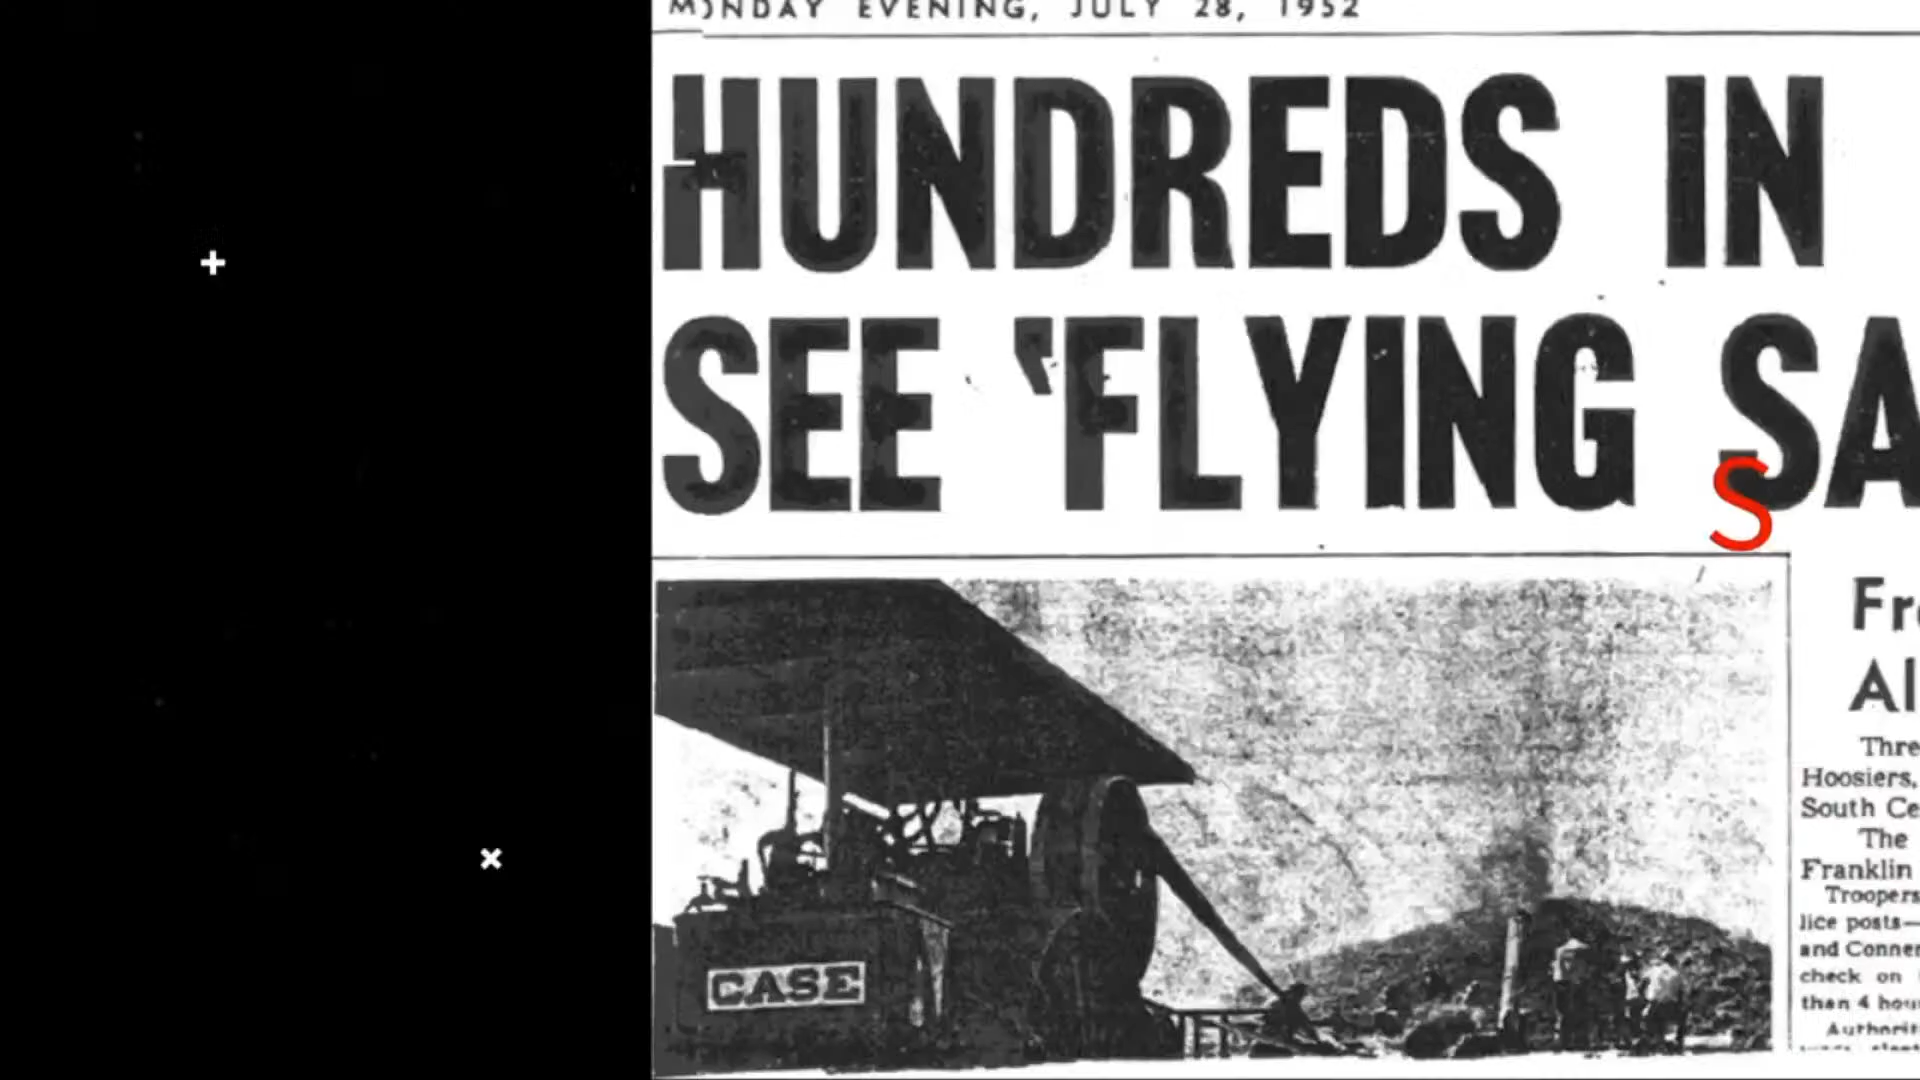 MONDAY EVENING, JULY 28, 1952
HUNDREDS IN
SEE 'FLYING SA
S
CASE
Fr
Al
Thre
Hoosiers,
South Ce
The
Franklin
Troopers
lice posts—
and Conner
check on
than 4 hou
Authorit